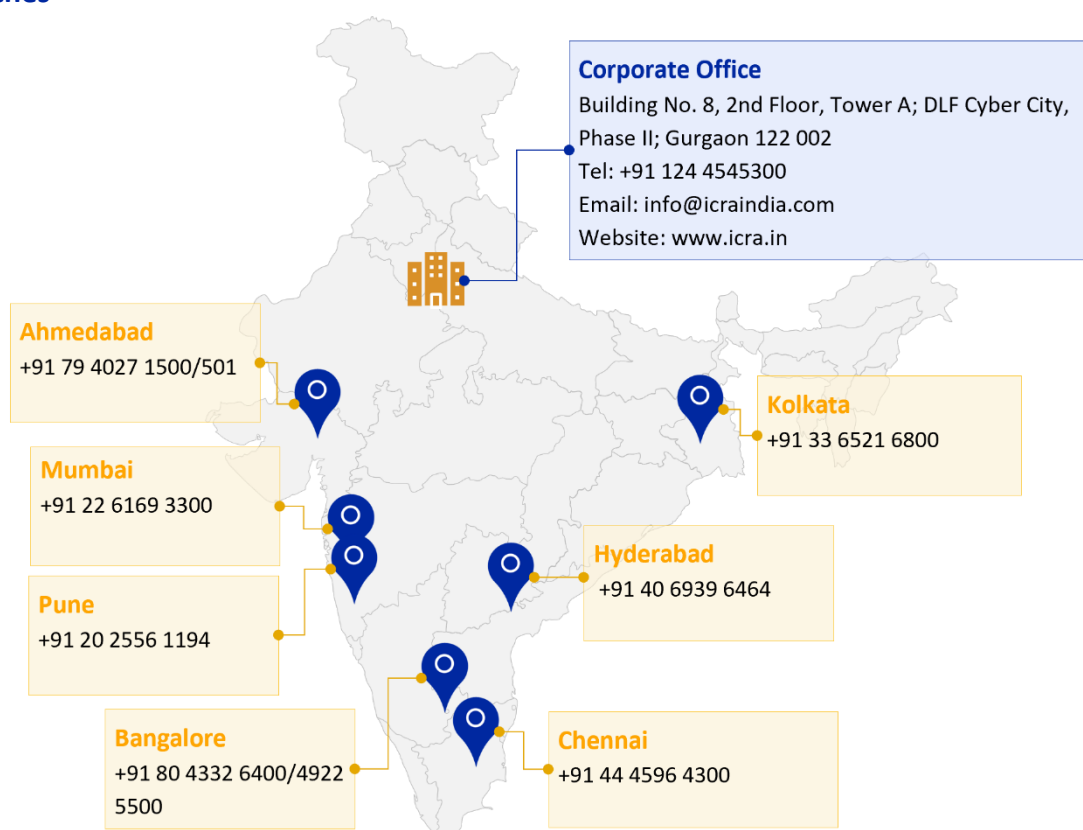 Corporate Office
Building No. 8, 2nd Floor, Tower A; DLF Cyber City,
Phase II; Gurgaon 122 002
Tel: +91 124 4545300
Email: info@icraindia.com
Website: www.icra.in
Ahmedabad
+91 79 4027 1500/501
Kolkata
+91 33 6521 6800
Mumbai
+91 22 6169 3300
Hyderabad
+91 40 6939 6464
Pune
+91 20 2556 1194
Bangalore
+91 80 4332 6400/4922
5500
Chennai
+91 44 4596 4300